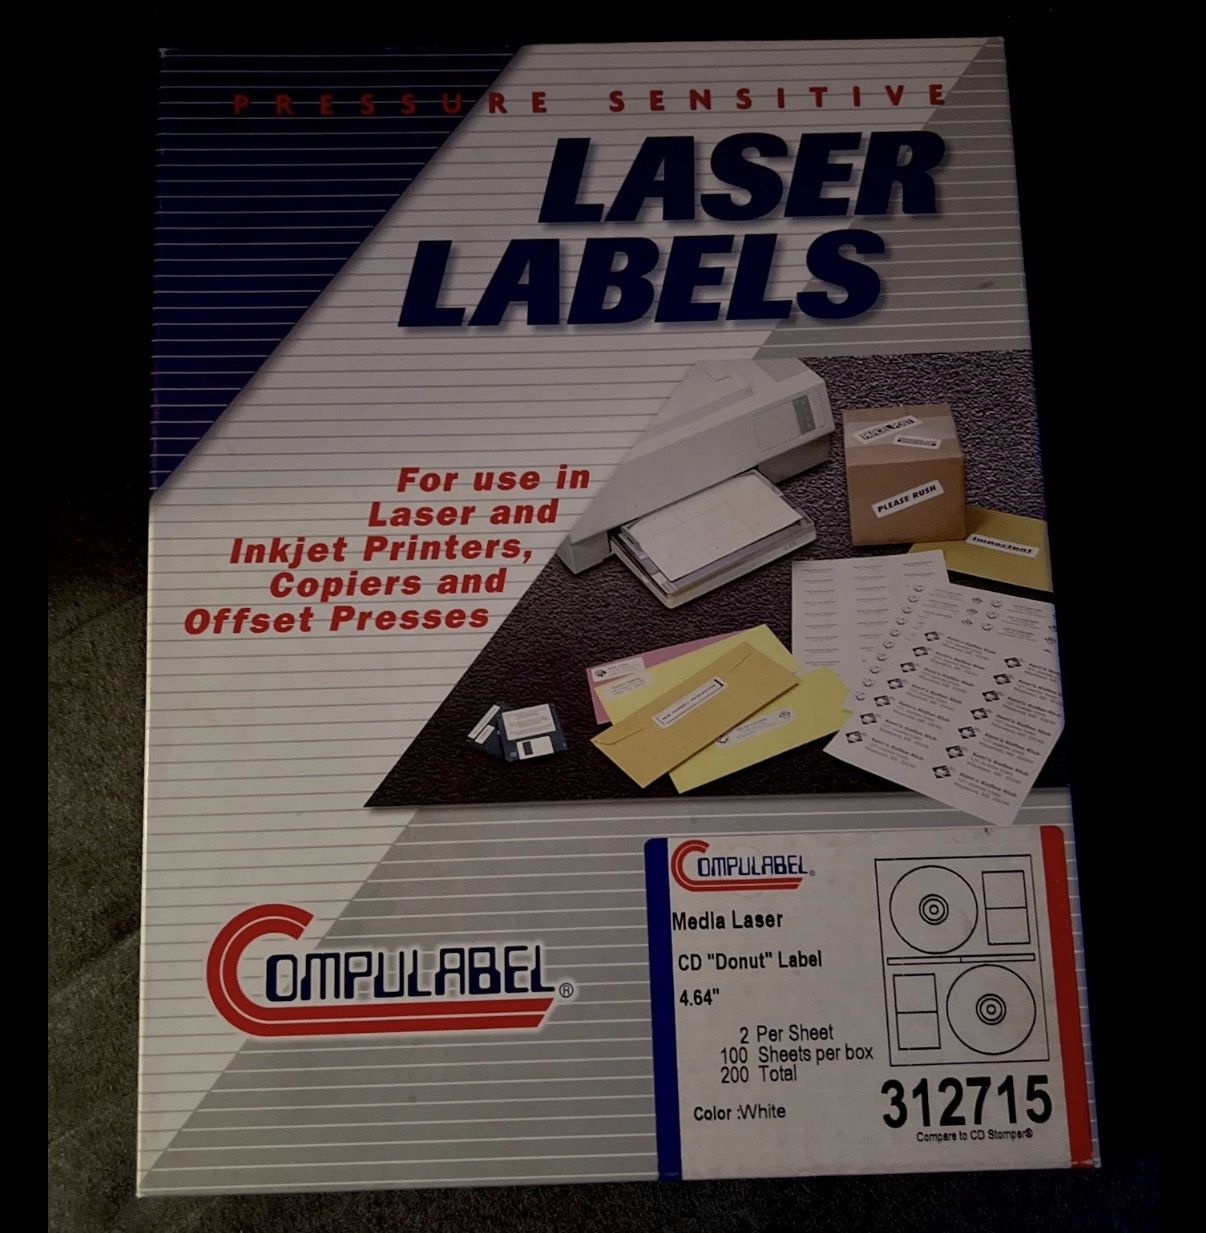 PRESSURE SENSITIVE
LASER
LABELS
For use in
Laser and
Inkjet Printers,
Copiers and
Offset Presses
PLEASE RUSH
Important
COMPULABEL®
COMPULABEL®
Media Laser
CD "Donut" Label
4.64"
2 Per Sheet
100 Sheets per box
200 Total
Color :White
312715
Compare to CD Stomper®